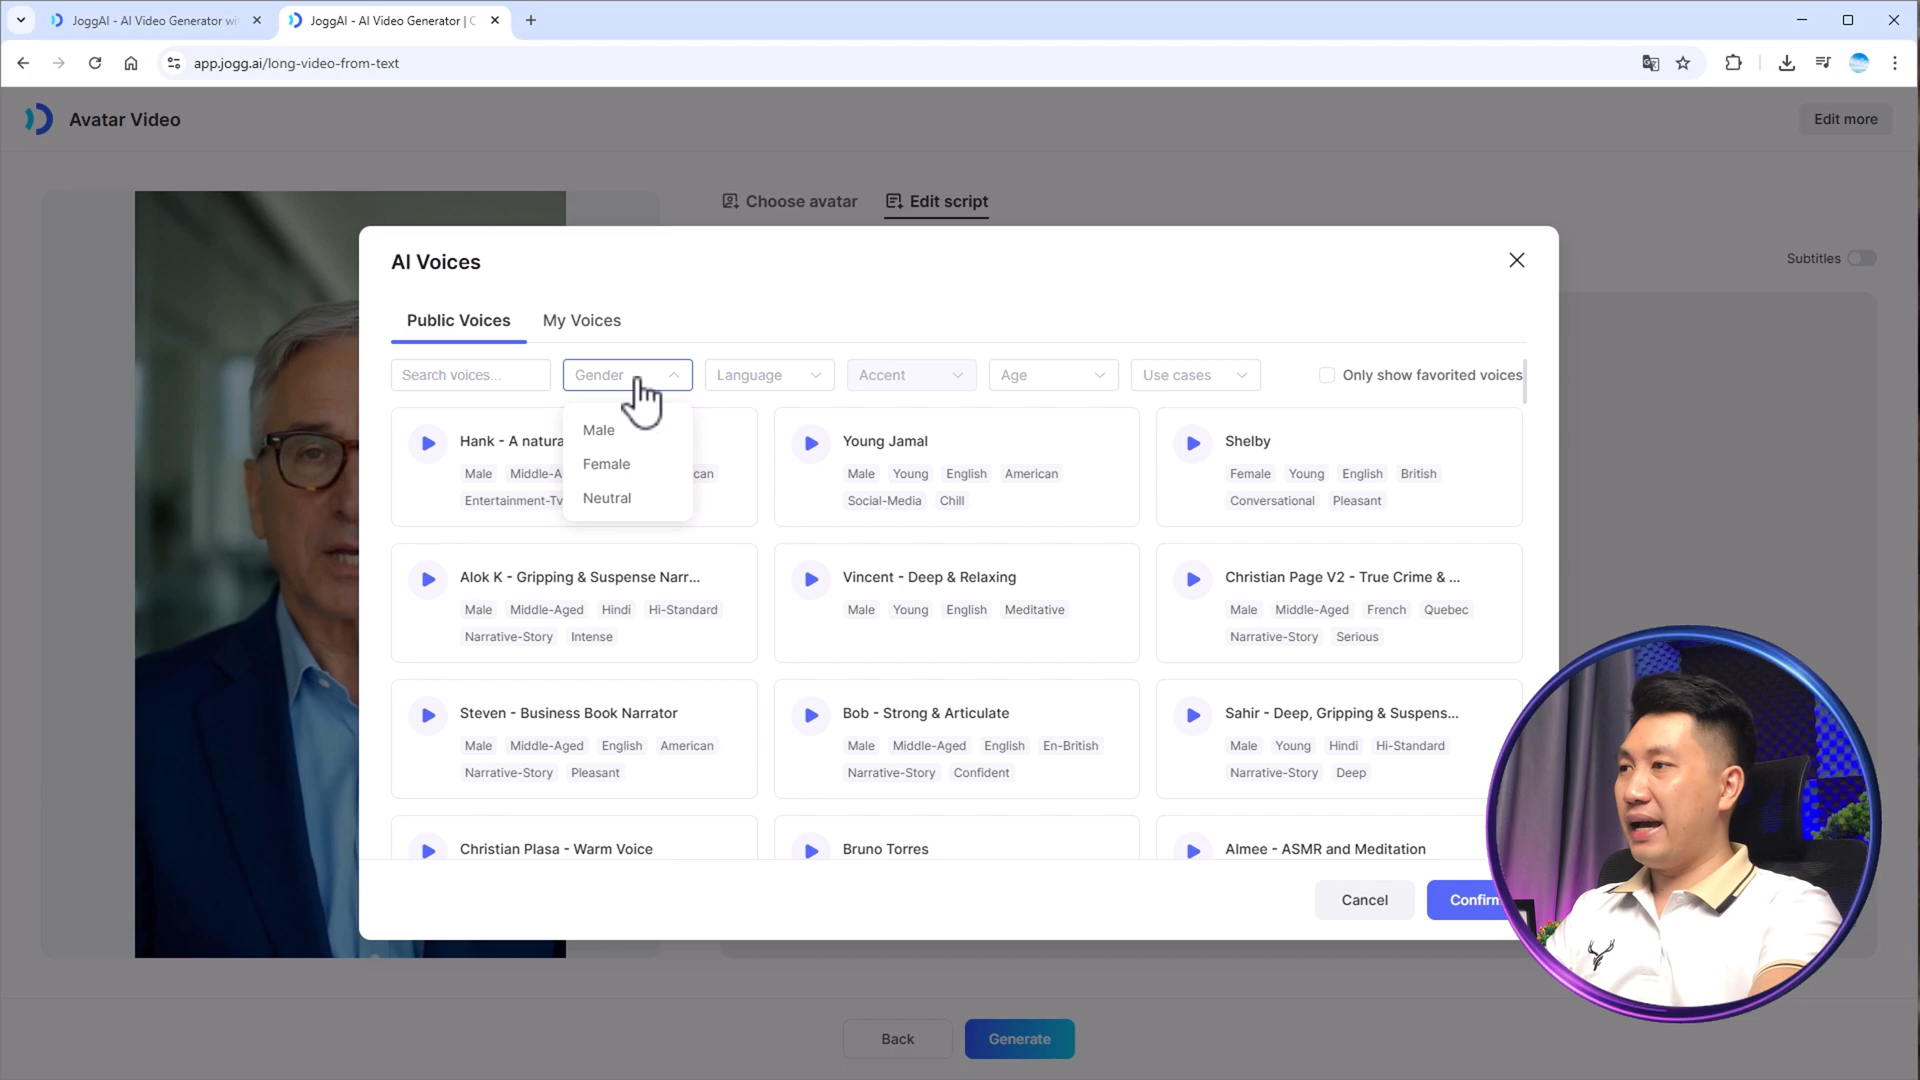 JoggAI - AI Video Generator wi
JoggAI - AI Video Generator | C
app.jogg.ai/long-video-from-text
Avatar Video
Edit more
Choose avatar
Edit script
Subtitles
AI Voices
Public Voices
My Voices
Search voices...
Gender
Language
Accent
Age
Use cases
Only show favorited voices
Male
Female
Neutral
Hank - A natura
Male Middle-A can
Entertainment-Tv
Young Jamal
Male Young English American
Social-Media Chill
Shelby
Female Young English British
Conversational Pleasant
Alok K - Gripping & Suspense Narr...
Male Middle-Aged Hindi Hi-Standard
Narrative-Story Intense
Vincent - Deep & Relaxing
Male Young English Meditative
Christian Page V2 - True Crime & ...
Male Middle-Aged French Quebec
Narrative-Story Serious
Steven - Business Book Narrator
Male Middle-Aged English American
Narrative-Story Pleasant
Bob - Strong & Articulate
Male Middle-Aged English En-British
Narrative-Story Confident
Sahir - Deep, Gripping & Suspens...
Male Young Hindi Hi-Standard
Narrative-Story Deep
Christian Plasa - Warm Voice
Bruno Torres
Almee - ASMR and Meditation
Cancel
Confirm
Back
Generate